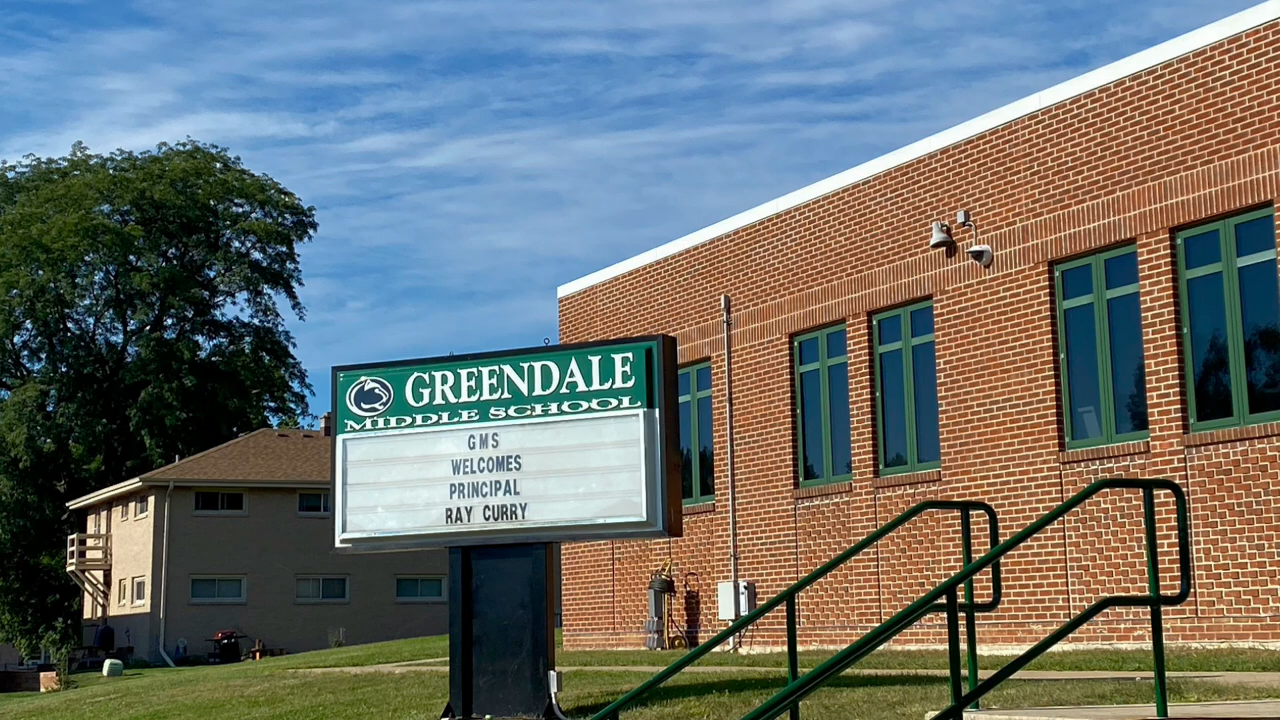 GREENDALE
MIDDLE SCHOOL
GMS
WELCOMES
PRINCIPAL
RAY CURRY